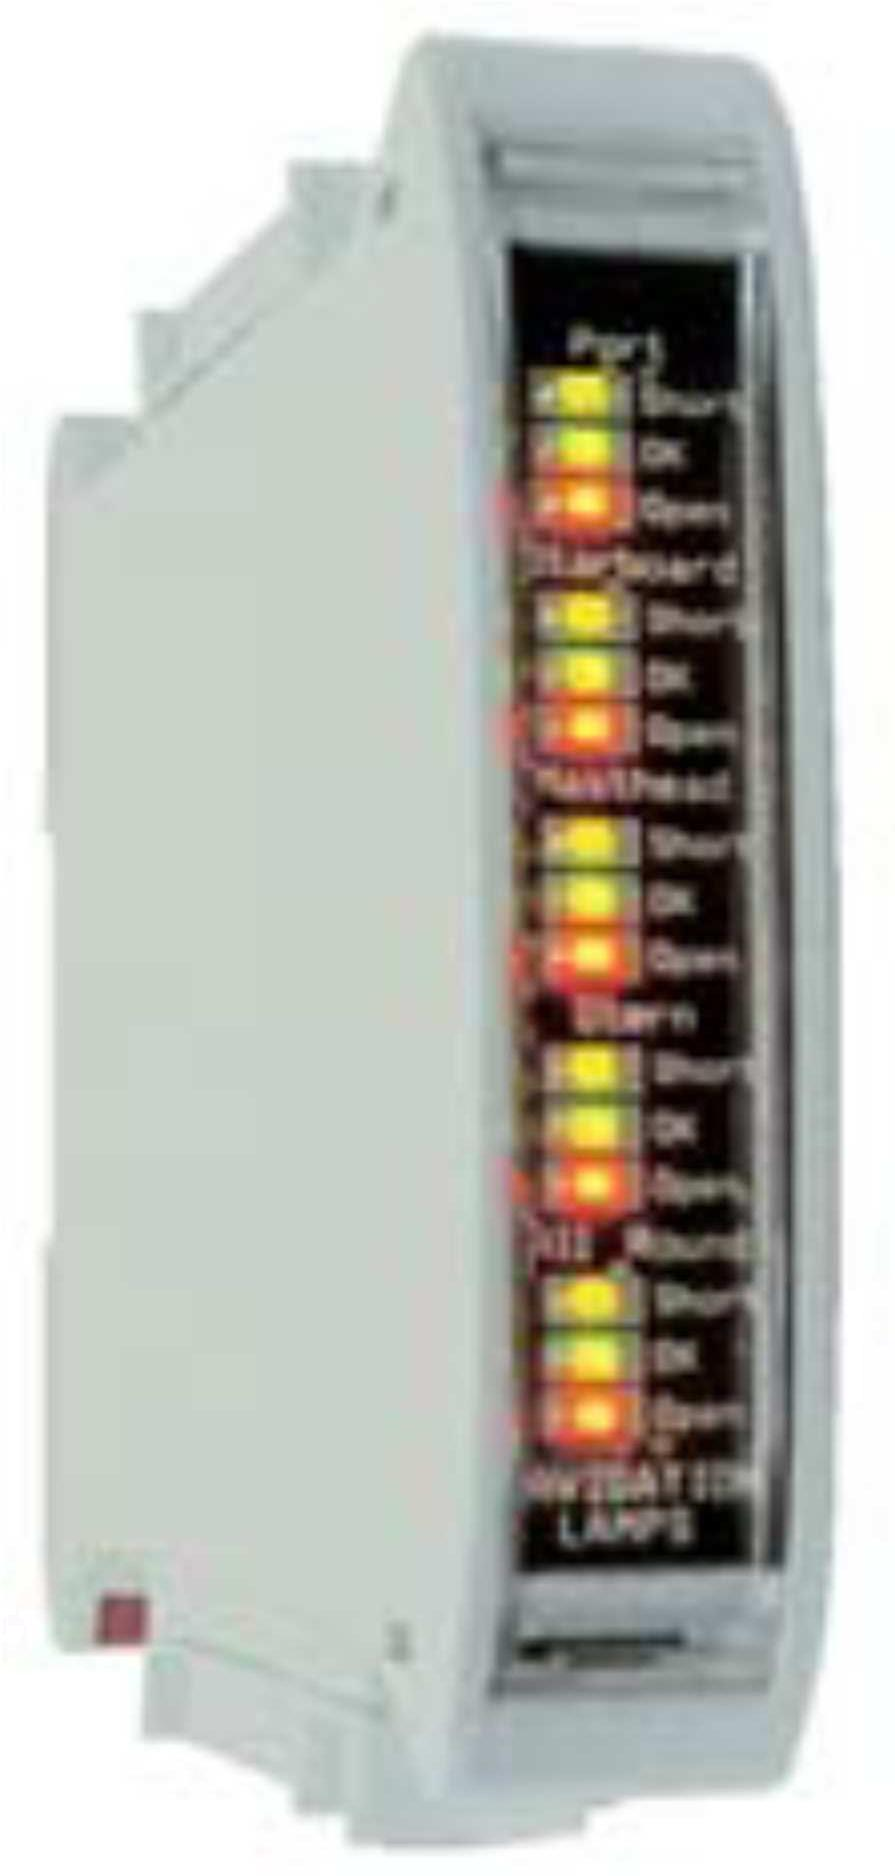 Port
Short
OK
Open
Starboard
Short
OK
Open
Masthead
Short
OK
Open
Stern
Short
OK
Open
All Round
Short
OK
Open
NAVIGATION
LAMPS